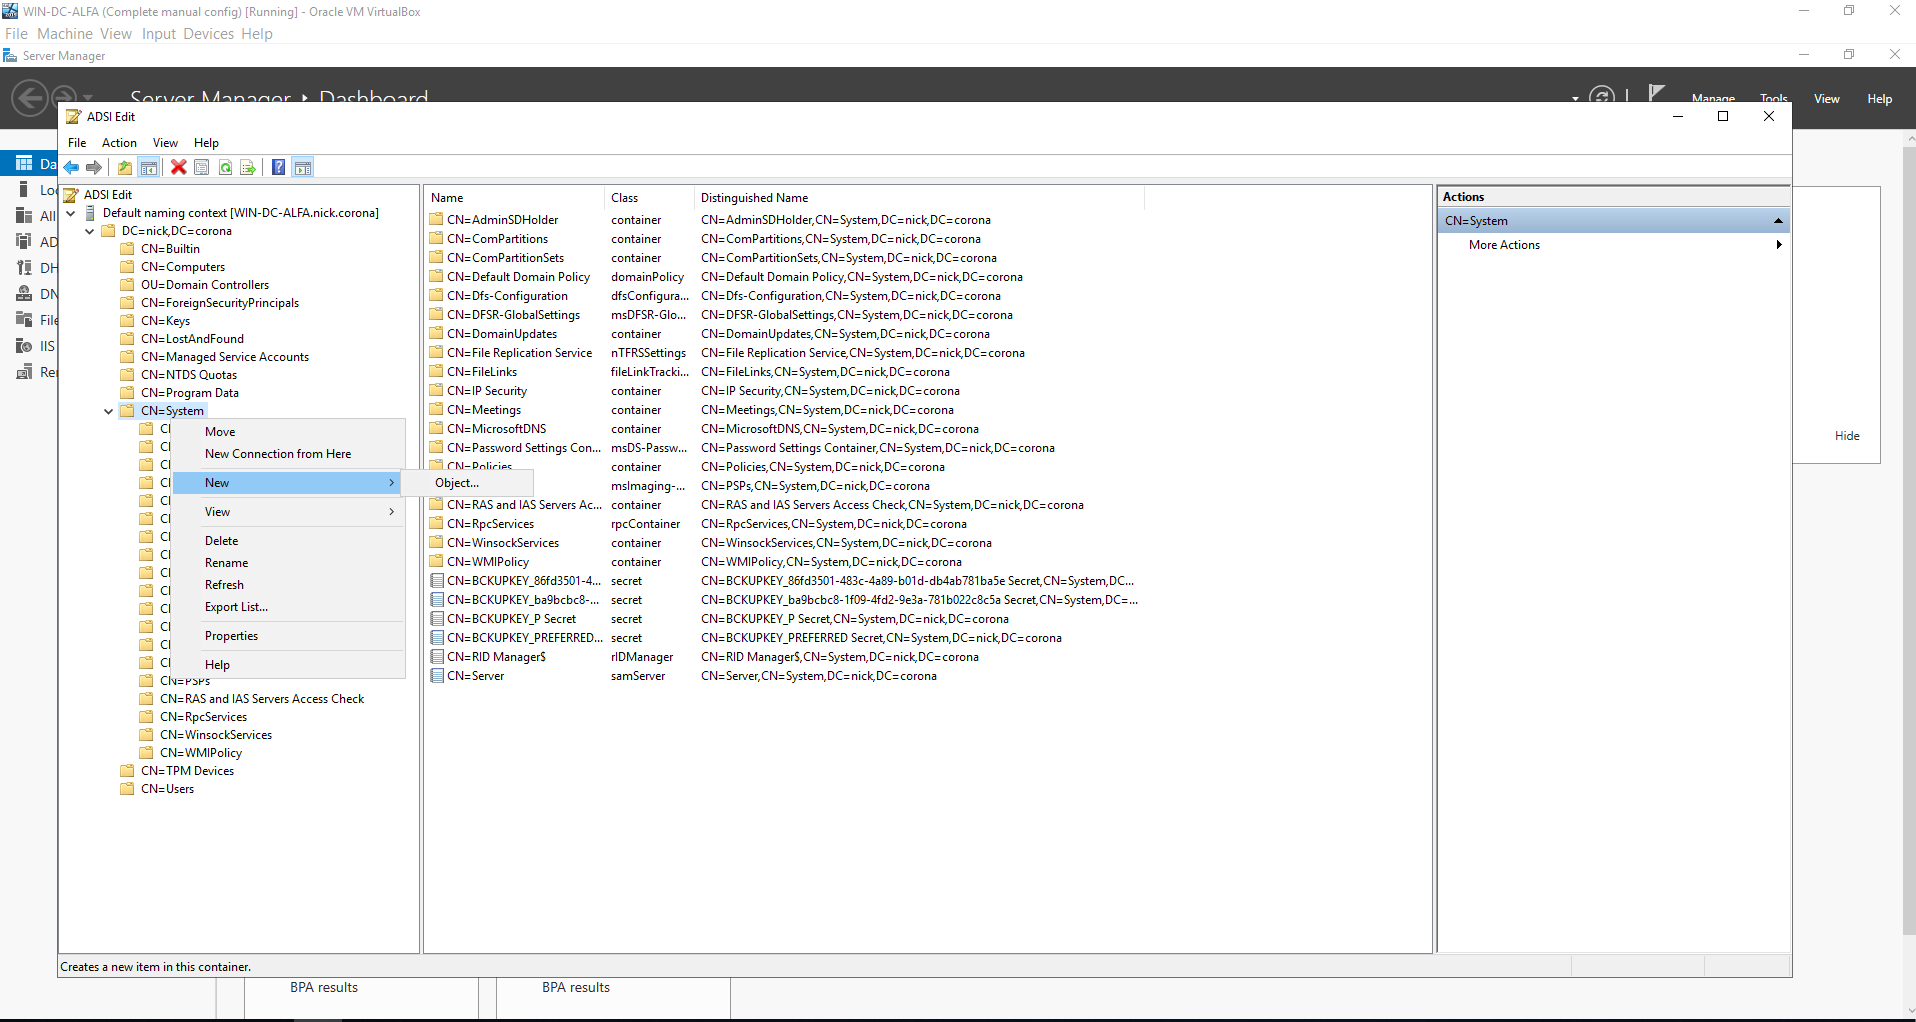 WIN-DC-ALFA (Complete manual config) [Running] - Oracle VM VirtualBox
File Machine View Input Devices Help
Server Manager
Server Manager Dashboard
Manage Tools View Help
ADSI Edit
File Action View Help
ADSI Edit
Default naming context [WIN-DC-ALFA.nick.corona]
DC=nick,DC=corona
CN=Builtin
CN=Computers
OU=Domain Controllers
CN=ForeignSecurityPrincipals
CN=Keys
CN=LostAndFound
CN=Managed Service Accounts
CN=NTDS Quotas
CN=Program Data
CN=System
CN=PSPs
CN=RAS and IAS Servers Access Check
CN=RpcServices
CN=WinsockServices
CN=WMIPolicy
CN=TPM Devices
CN=Users
Move
New Connection from Here
New
Object...
View
Delete
Rename
Refresh
Export List...
Properties
Help
Name Class Distinguished Name
CN=AdminSDHolder container CN=AdminSDHolder,CN=System,DC=nick,DC=corona
CN=ComPartitions container CN=ComPartitions,CN=System,DC=nick,DC=corona
CN=ComPartitionSets container CN=ComPartitionSets,CN=System,DC=nick,DC=corona
CN=Default Domain Policy domainPolicy CN=Default Domain Policy,CN=System,DC=nick,DC=corona
CN=Dfs-Configuration dfsConfigura... CN=Dfs-Configuration,CN=System,DC=nick,DC=corona
CN=DFSR-GlobalSettings msDFSR-Glo... CN=DFSR-GlobalSettings,CN=System,DC=nick,DC=corona
CN=DomainUpdates container CN=DomainUpdates,CN=System,DC=nick,DC=corona
CN=File Replication Service nTFRSSettings CN=File Replication Service,CN=System,DC=nick,DC=corona
CN=FileLinks fileLinkTracki... CN=FileLinks,CN=System,DC=nick,DC=corona
CN=IP Security container CN=IP Security,CN=System,DC=nick,DC=corona
CN=Meetings container CN=Meetings,CN=System,DC=nick,DC=corona
CN=MicrosoftDNS container CN=MicrosoftDNS,CN=System,DC=nick,DC=corona
CN=Password Settings Con... msDS-Passw... CN=Password Settings Container,CN=System,DC=nick,DC=corona
CN=Policies container CN=Policies,CN=System,DC=nick,DC=corona
msImaging-... CN=PSPs,CN=System,DC=nick,DC=corona
CN=RAS and IAS Servers Ac... container CN=RAS and IAS Servers Access Check,CN=System,DC=nick,DC=corona
CN=RpcServices rpcContainer CN=RpcServices,CN=System,DC=nick,DC=corona
CN=WinsockServices container CN=WinsockServices,CN=System,DC=nick,DC=corona
CN=WMIPolicy container CN=WMIPolicy,CN=System,DC=nick,DC=corona
CN=BCKUPKEY_86fd3501-4... secret CN=BCKUPKEY_86fd3501-483c-4a89-b01d-db4ab781ba5e Secret,CN=System,DC...
CN=BCKUPKEY_ba9bcbc8-... secret CN=BCKUPKEY_ba9bcbc8-1f09-4fd2-9e3a-781b022c8c5a Secret,CN=System,DC=...
CN=BCKUPKEY_P Secret secret CN=BCKUPKEY_P Secret,CN=System,DC=nick,DC=corona
CN=BCKUPKEY_PREFERRED... secret CN=BCKUPKEY_PREFERRED Secret,CN=System,DC=nick,DC=corona
CN=RID Manager$ rIDManager CN=RID Manager$,CN=System,DC=nick,DC=corona
CN=Server samServer CN=Server,CN=System,DC=nick,DC=corona
Actions
CN=System
More Actions
Hide
Creates a new item in this container.
BPA results BPA results